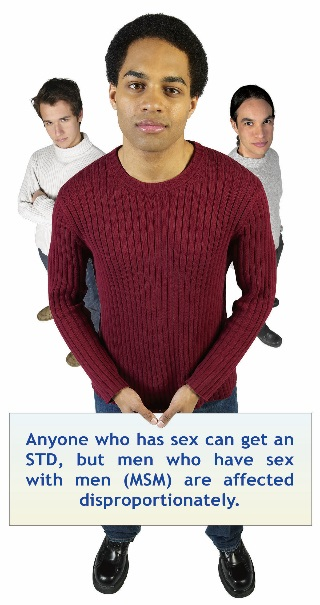 Anyone who has sex can get an
STD, but men who have sex
with men (MSM) are affected
disproportionately.